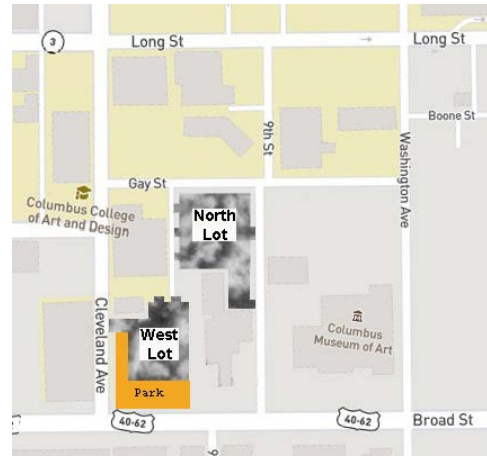 3
Long St
Long St
Boone St
9th St
Washington Ave
Gay St
Columbus College
of Art and Design
North
Lot
Cleveland Ave
West
Lot
Columbus
Museum of Art
Park
40-62
40-62
Broad St
9